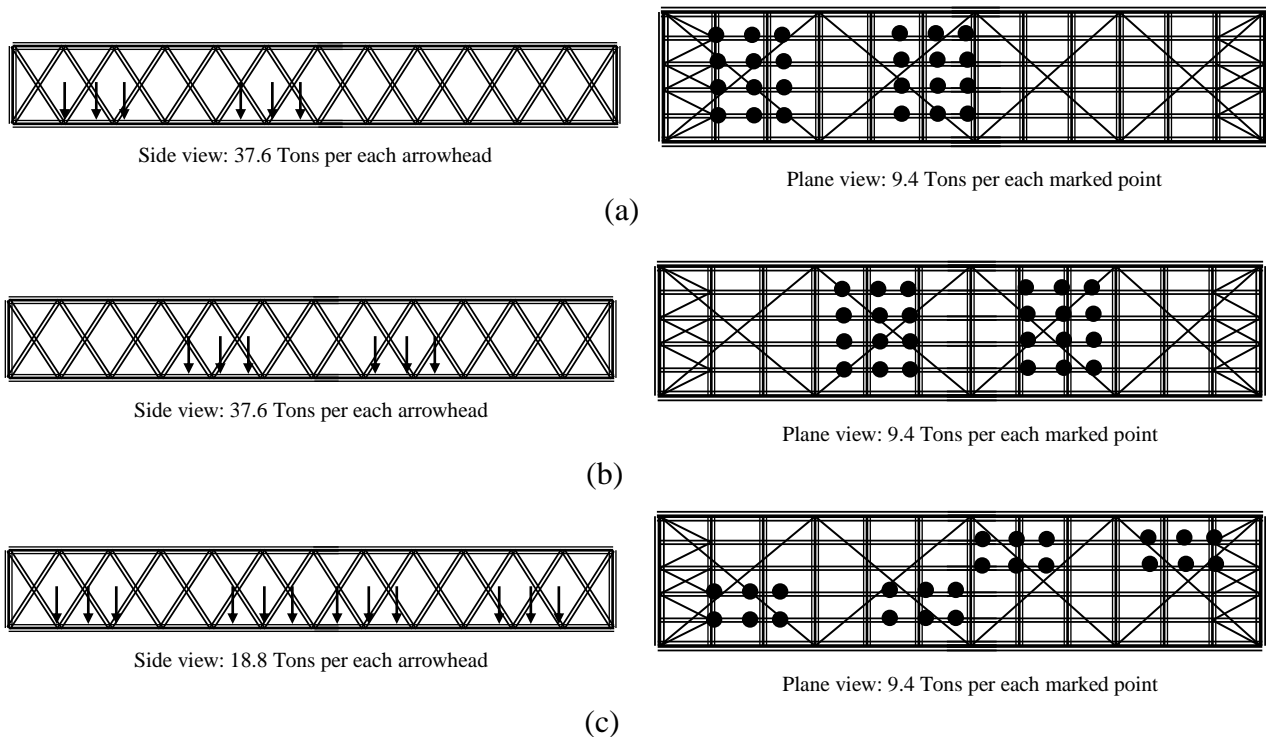 Side view: 37.6 Tons per each arrowhead
Plane view: 9.4 Tons per each marked point
(a)
Side view: 37.6 Tons per each arrowhead
Plane view: 9.4 Tons per each marked point
(b)
Side view: 18.8 Tons per each arrowhead
Plane view: 9.4 Tons per each marked point
(c)